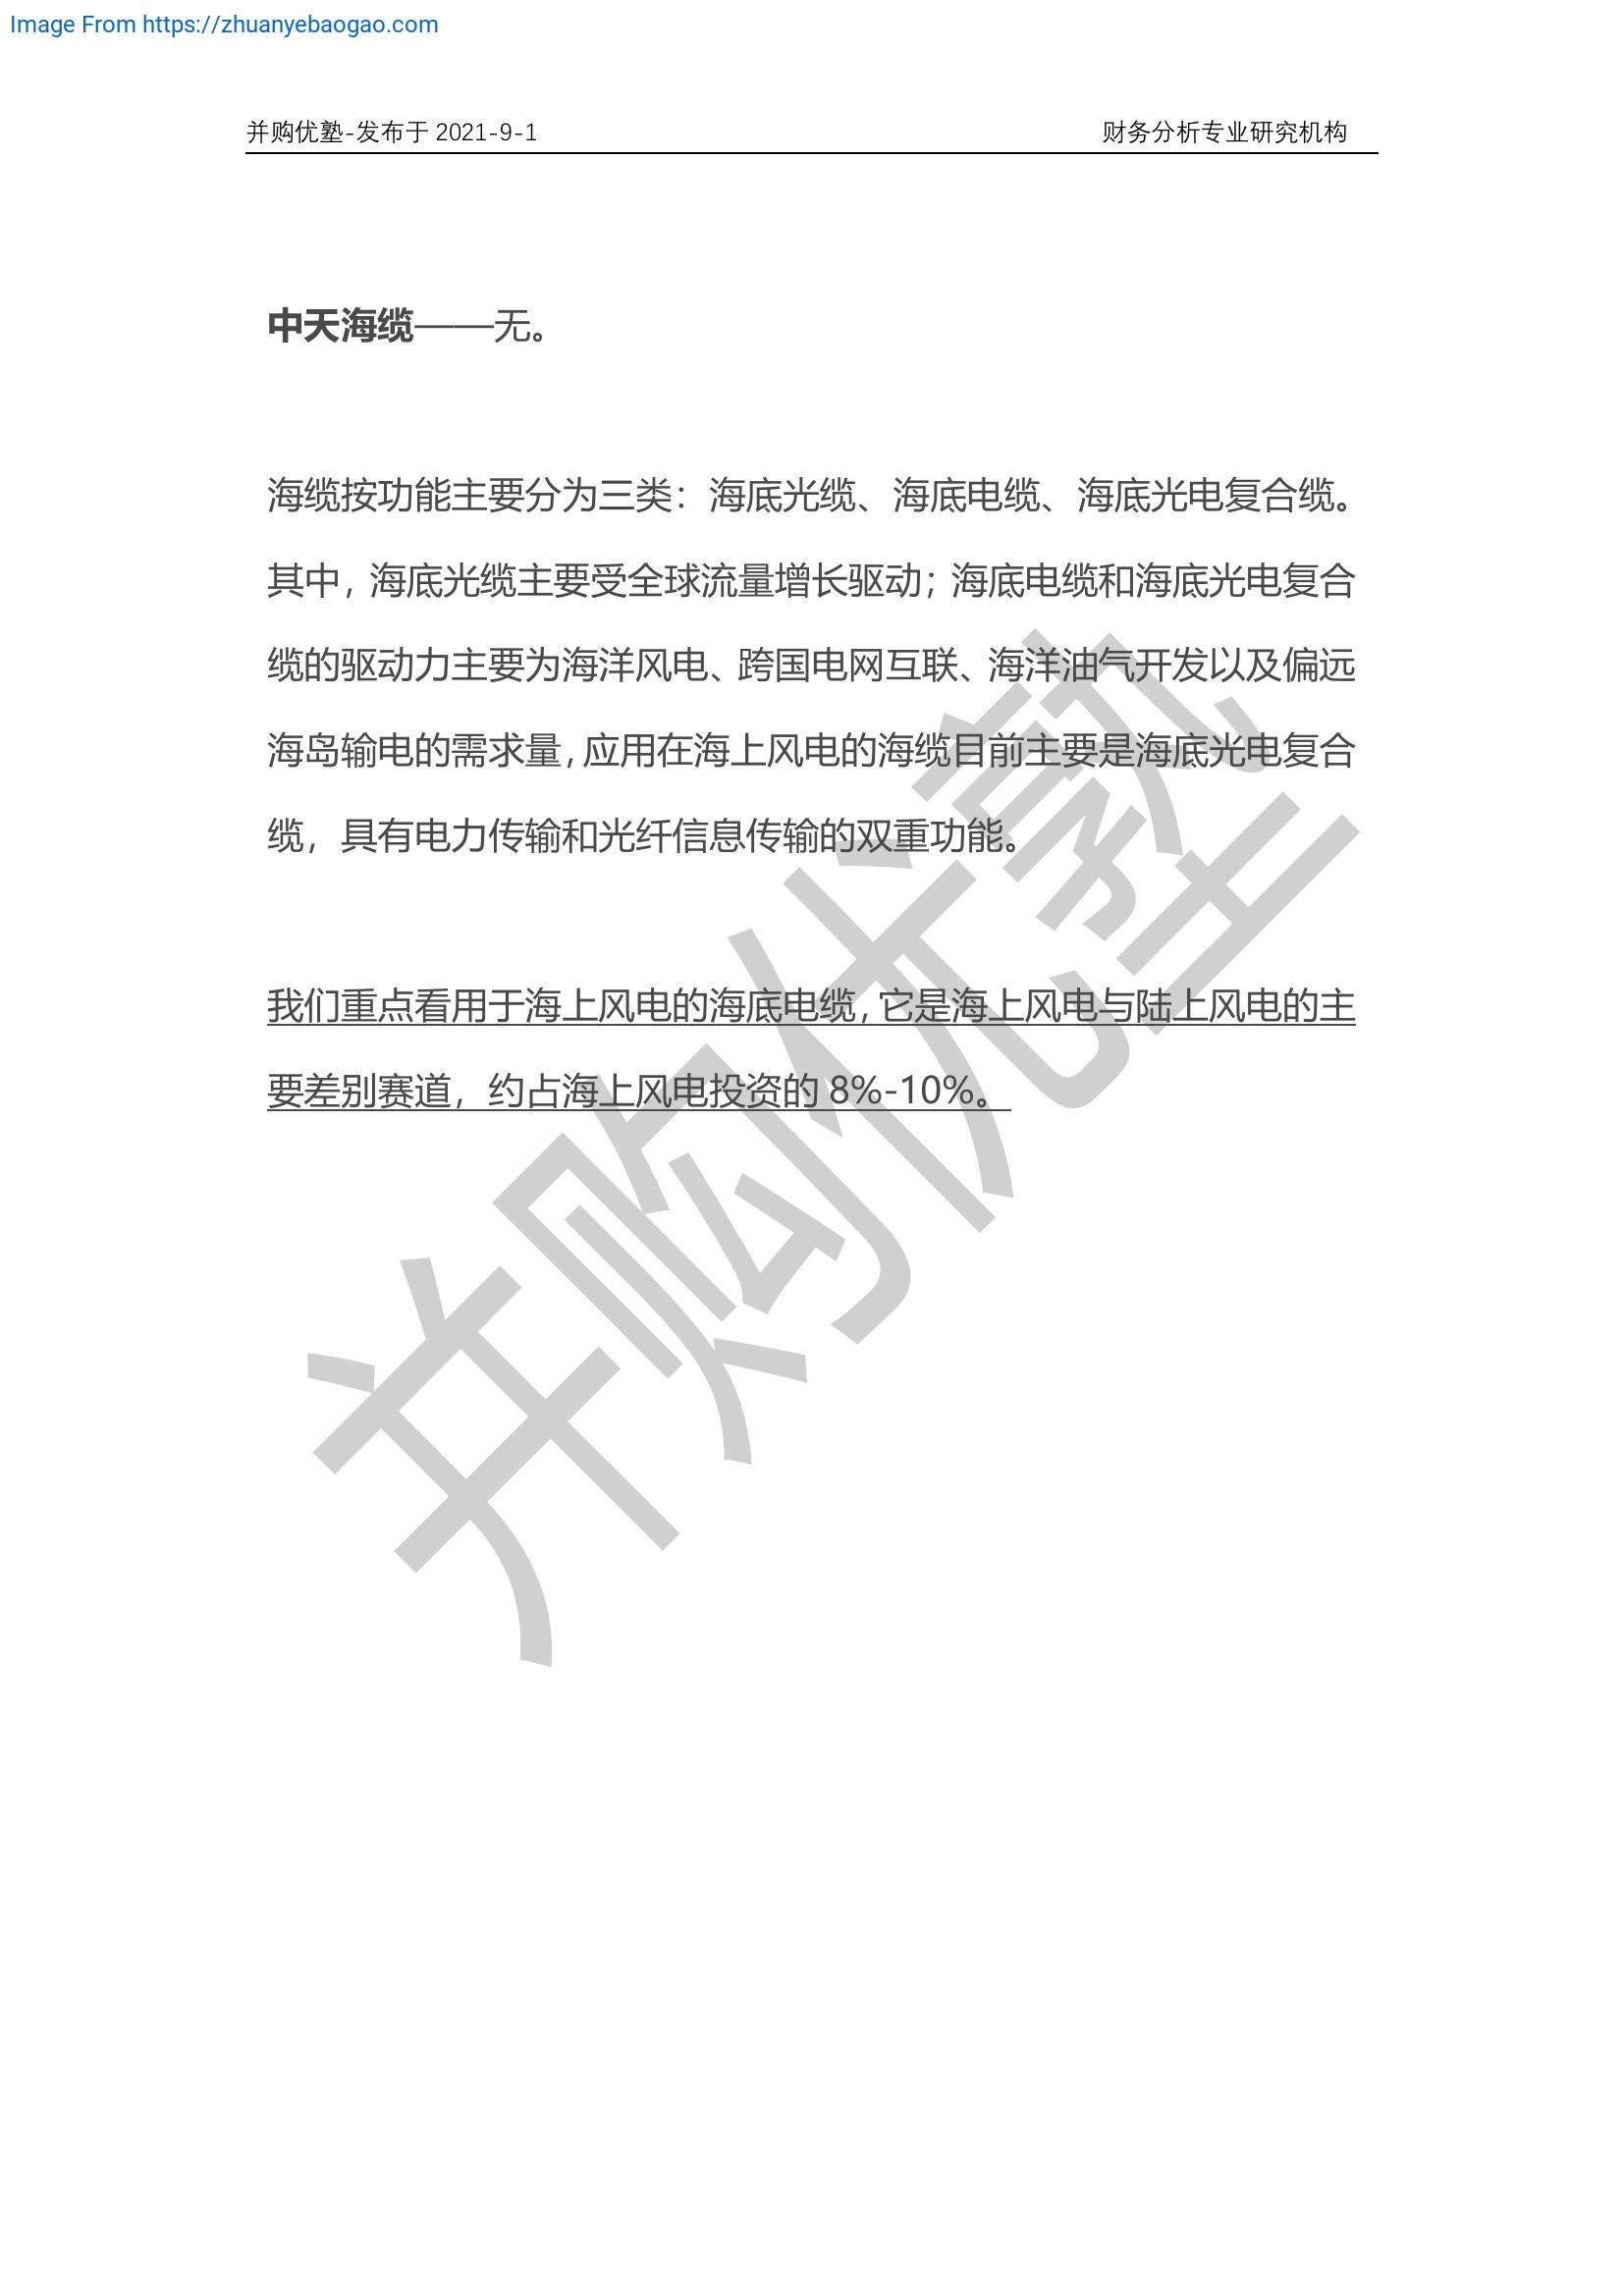 Image From https://zhuanyebaogao.com
并购优塾-发布于 2021-9-1 财务分析专业研究机构
中天海缆——无。
海缆按功能主要分为三类：海底光缆、海底电缆、海底光电复合缆。
其中，海底光缆主要受全球流量增长驱动；海底电缆和海底光电复合
缆的驱动力主要为海洋风电、跨国电网互联、海洋油气开发以及偏远
海岛输电的需求量，应用在海上风电的海缆目前主要是海底光电复合
缆，具有电力传输和光纤信息传输的双重功能。
我们重点看用于海上风电的海底电缆，它是海上风电与陆上风电的主
要差别赛道，约占海上风电投资的 8%-10%。
并购优塾